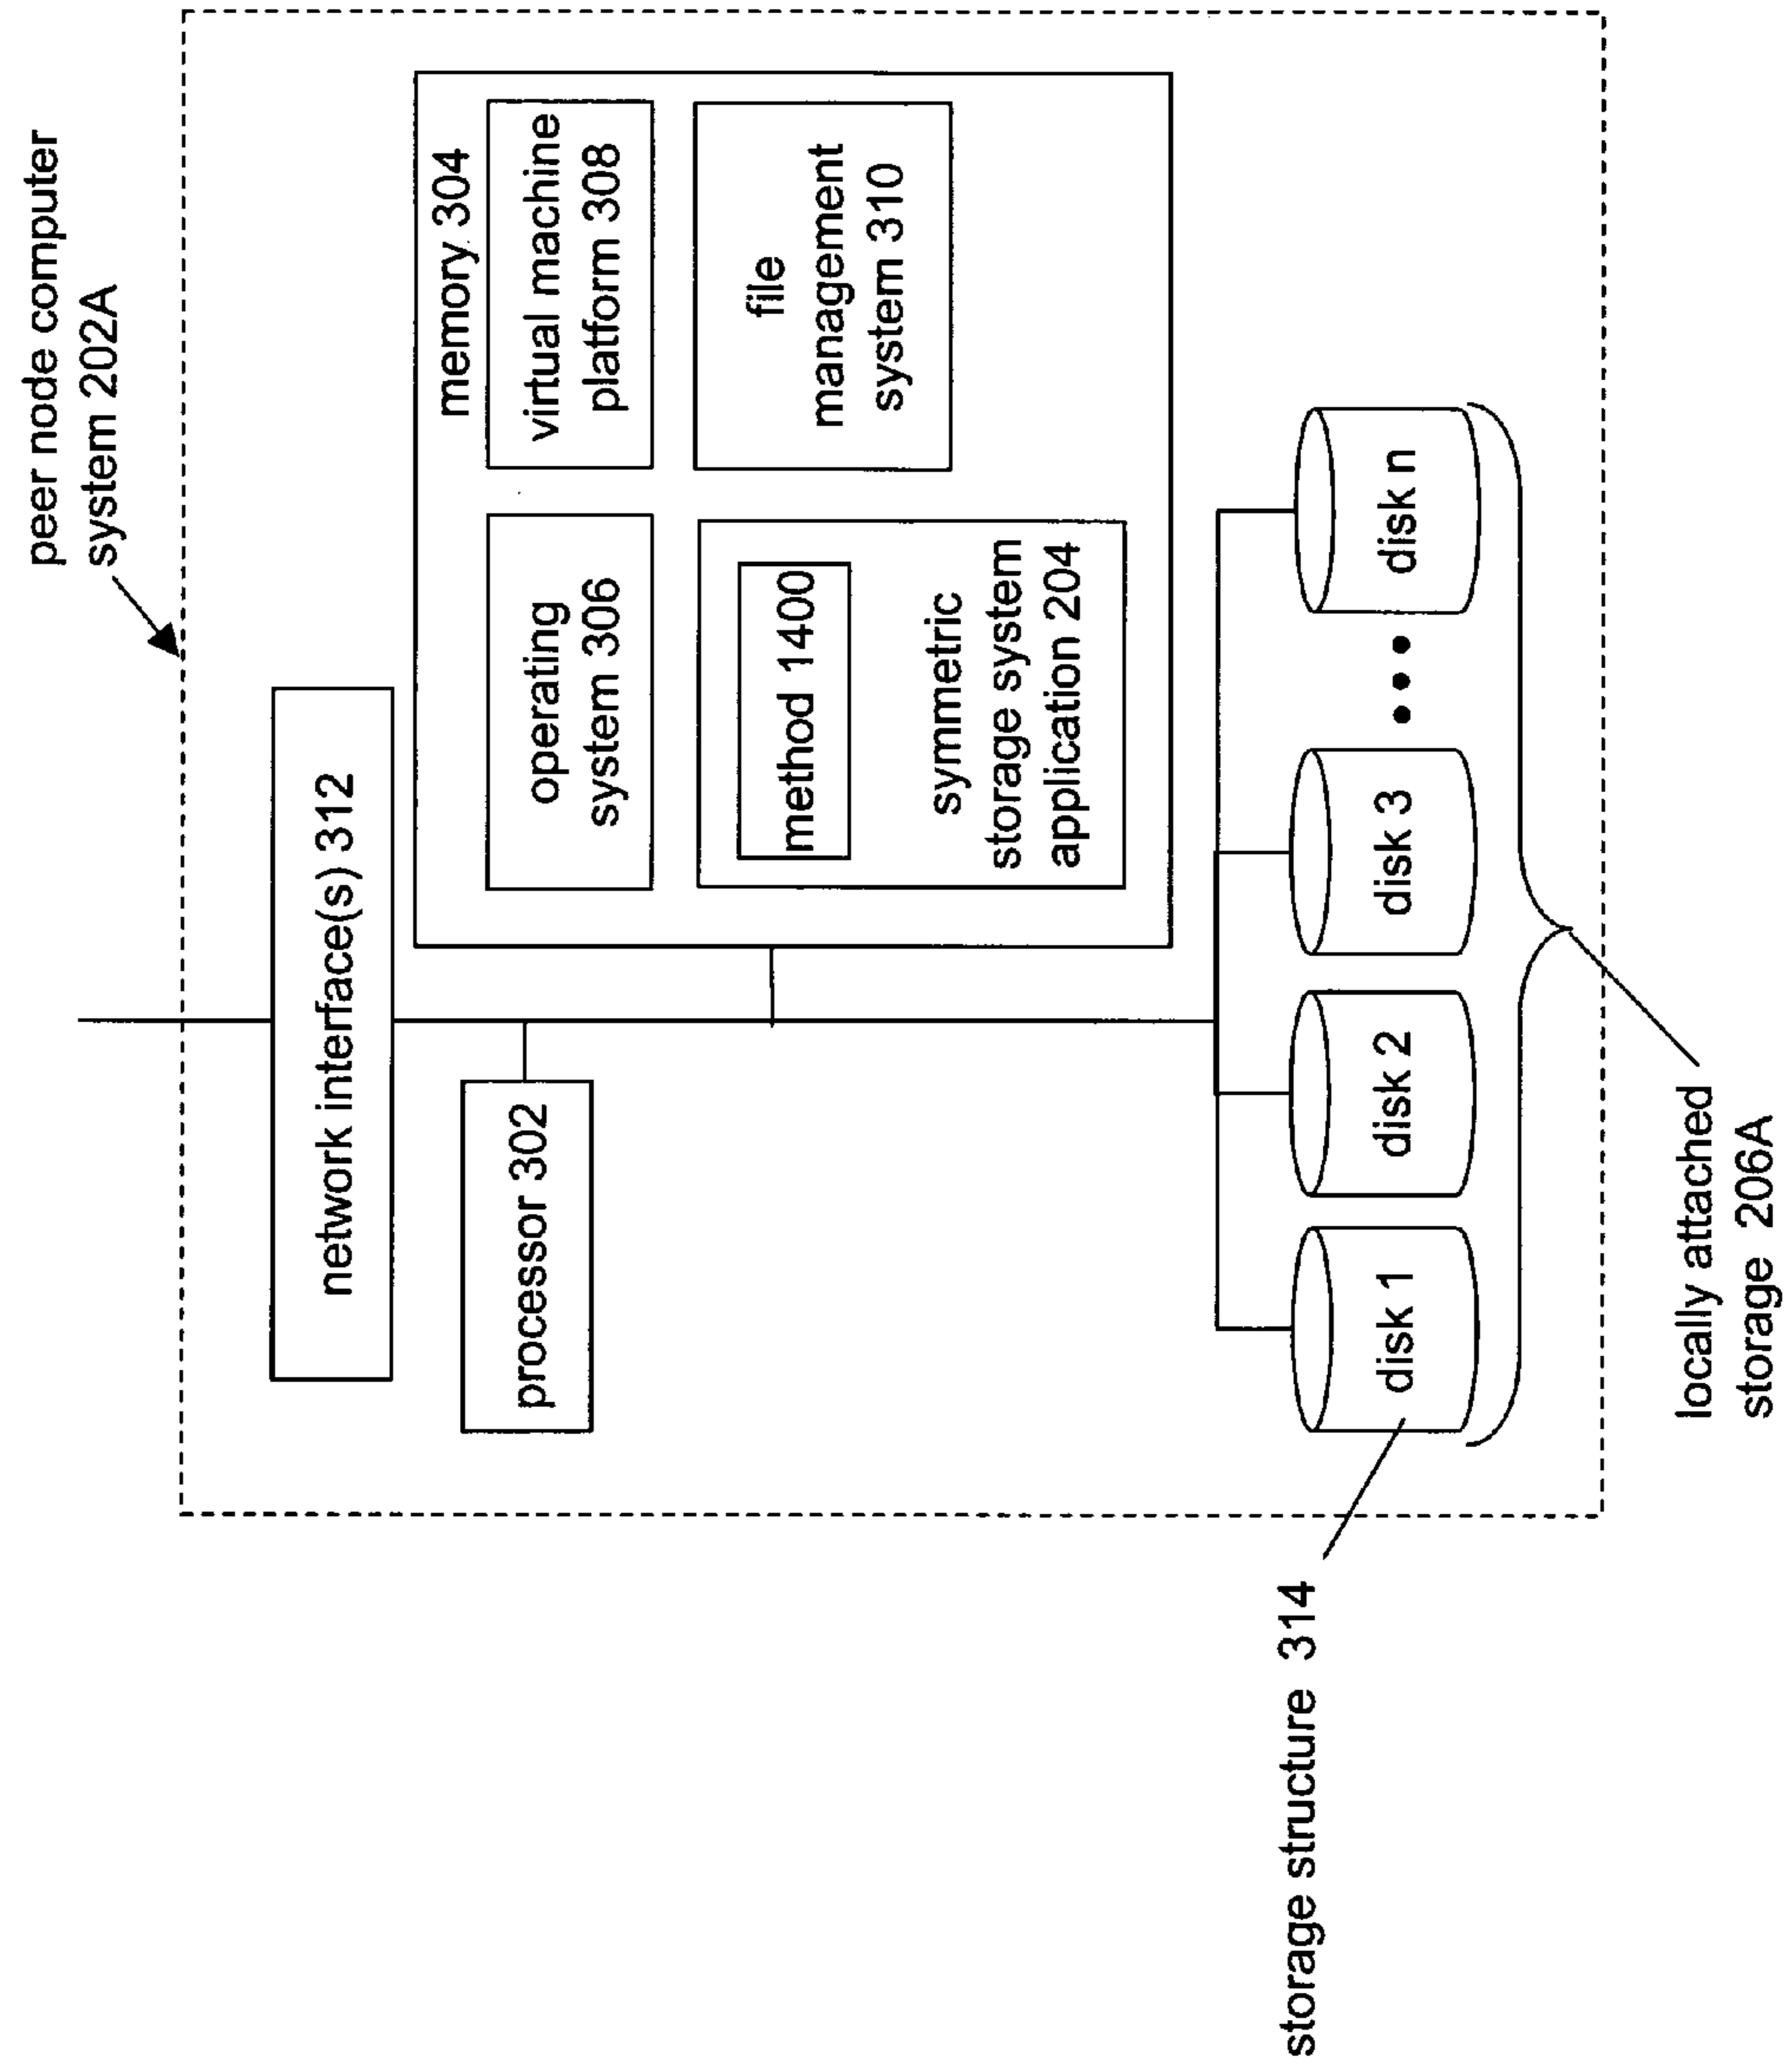 peer node computer
system 202A
network interface(s) 312
processor 302
memory 304
operating
system 306
virtual machine
platform 308
method 1400
symmetric
storage system
application 204
file
management
system 310
disk 1
disk 2
disk 3
disk n
storage structure 314
locally attached
storage 206A